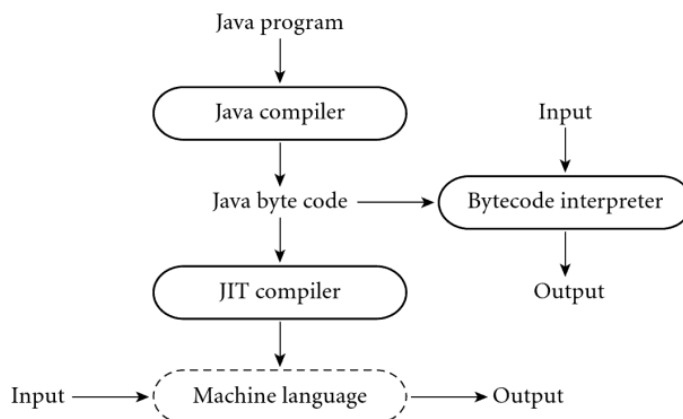 Java program
Java compiler
Input
Java byte code
Bytecode interpreter
JIT compiler
Output
Input
Machine language
Output